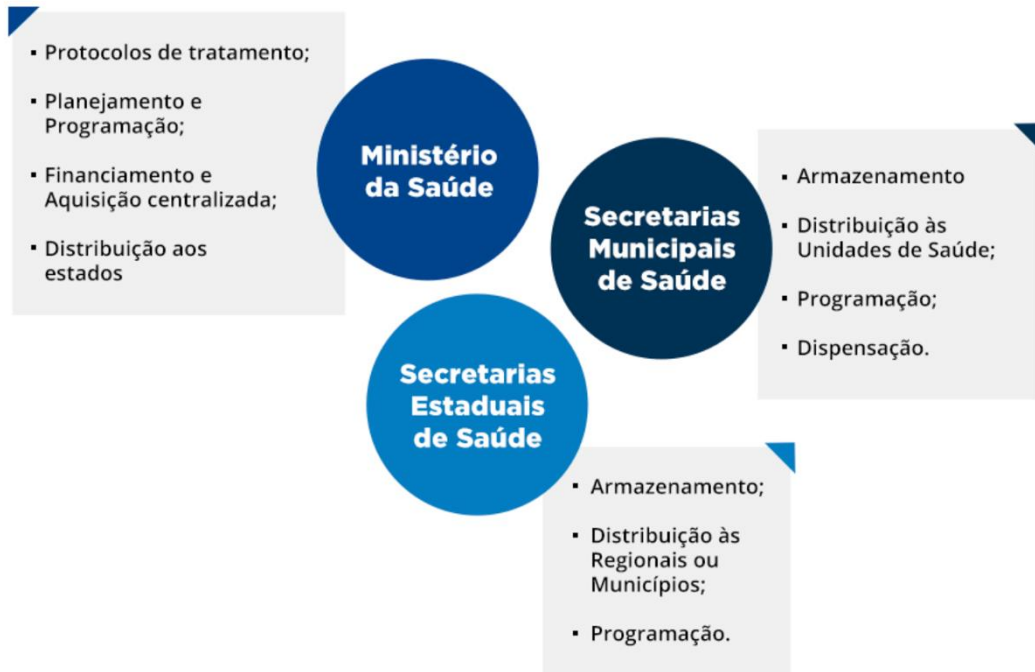 ▪ Protocolos de tratamento;
▪ Planejamento e
Programação;
▪ Financiamento e
Aquisição centralizada;
▪ Distribuição aos
estados
Ministério
da Saúde
Secretarias
Municipais
de Saúde
▪ Armazenamento
▪ Distribuição às
Unidades de Saúde;
▪ Programação;
▪ Dispensação.
Secretarias
Estaduais
de Saúde
▪ Armazenamento;
▪ Distribuição às
Regionais ou
Municípios;
▪ Programação.